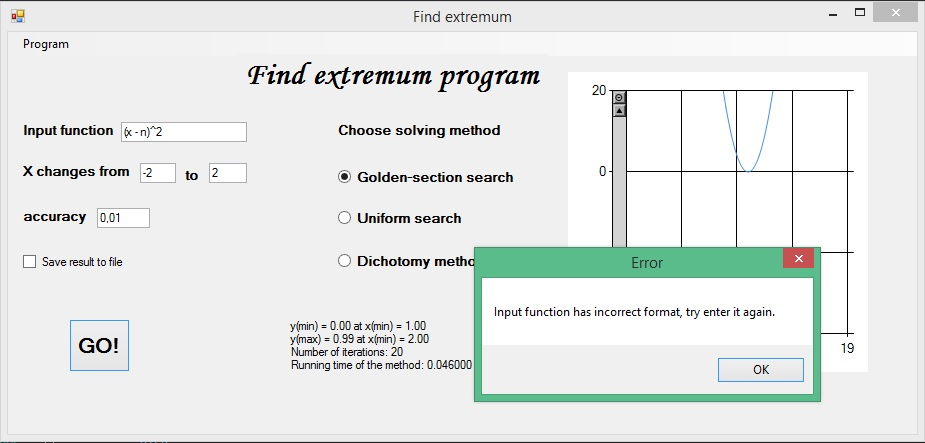 Find extremum
Program
Find extremum program
Input function (x - n)^2
X changes from -2 to 2
accuracy 0,01
Save result to file
GO!
Choose solving method
Golden-section search
Uniform search
Dichotomy metho
y(min) = 0.00 at x(min) = 1.00
y(max) = 0.99 at x(min) = 2.00
Number of iterations: 20
Running time of the method: 0.046000
20
0
19
Error
Input function has incorrect format, try enter it again.
OK